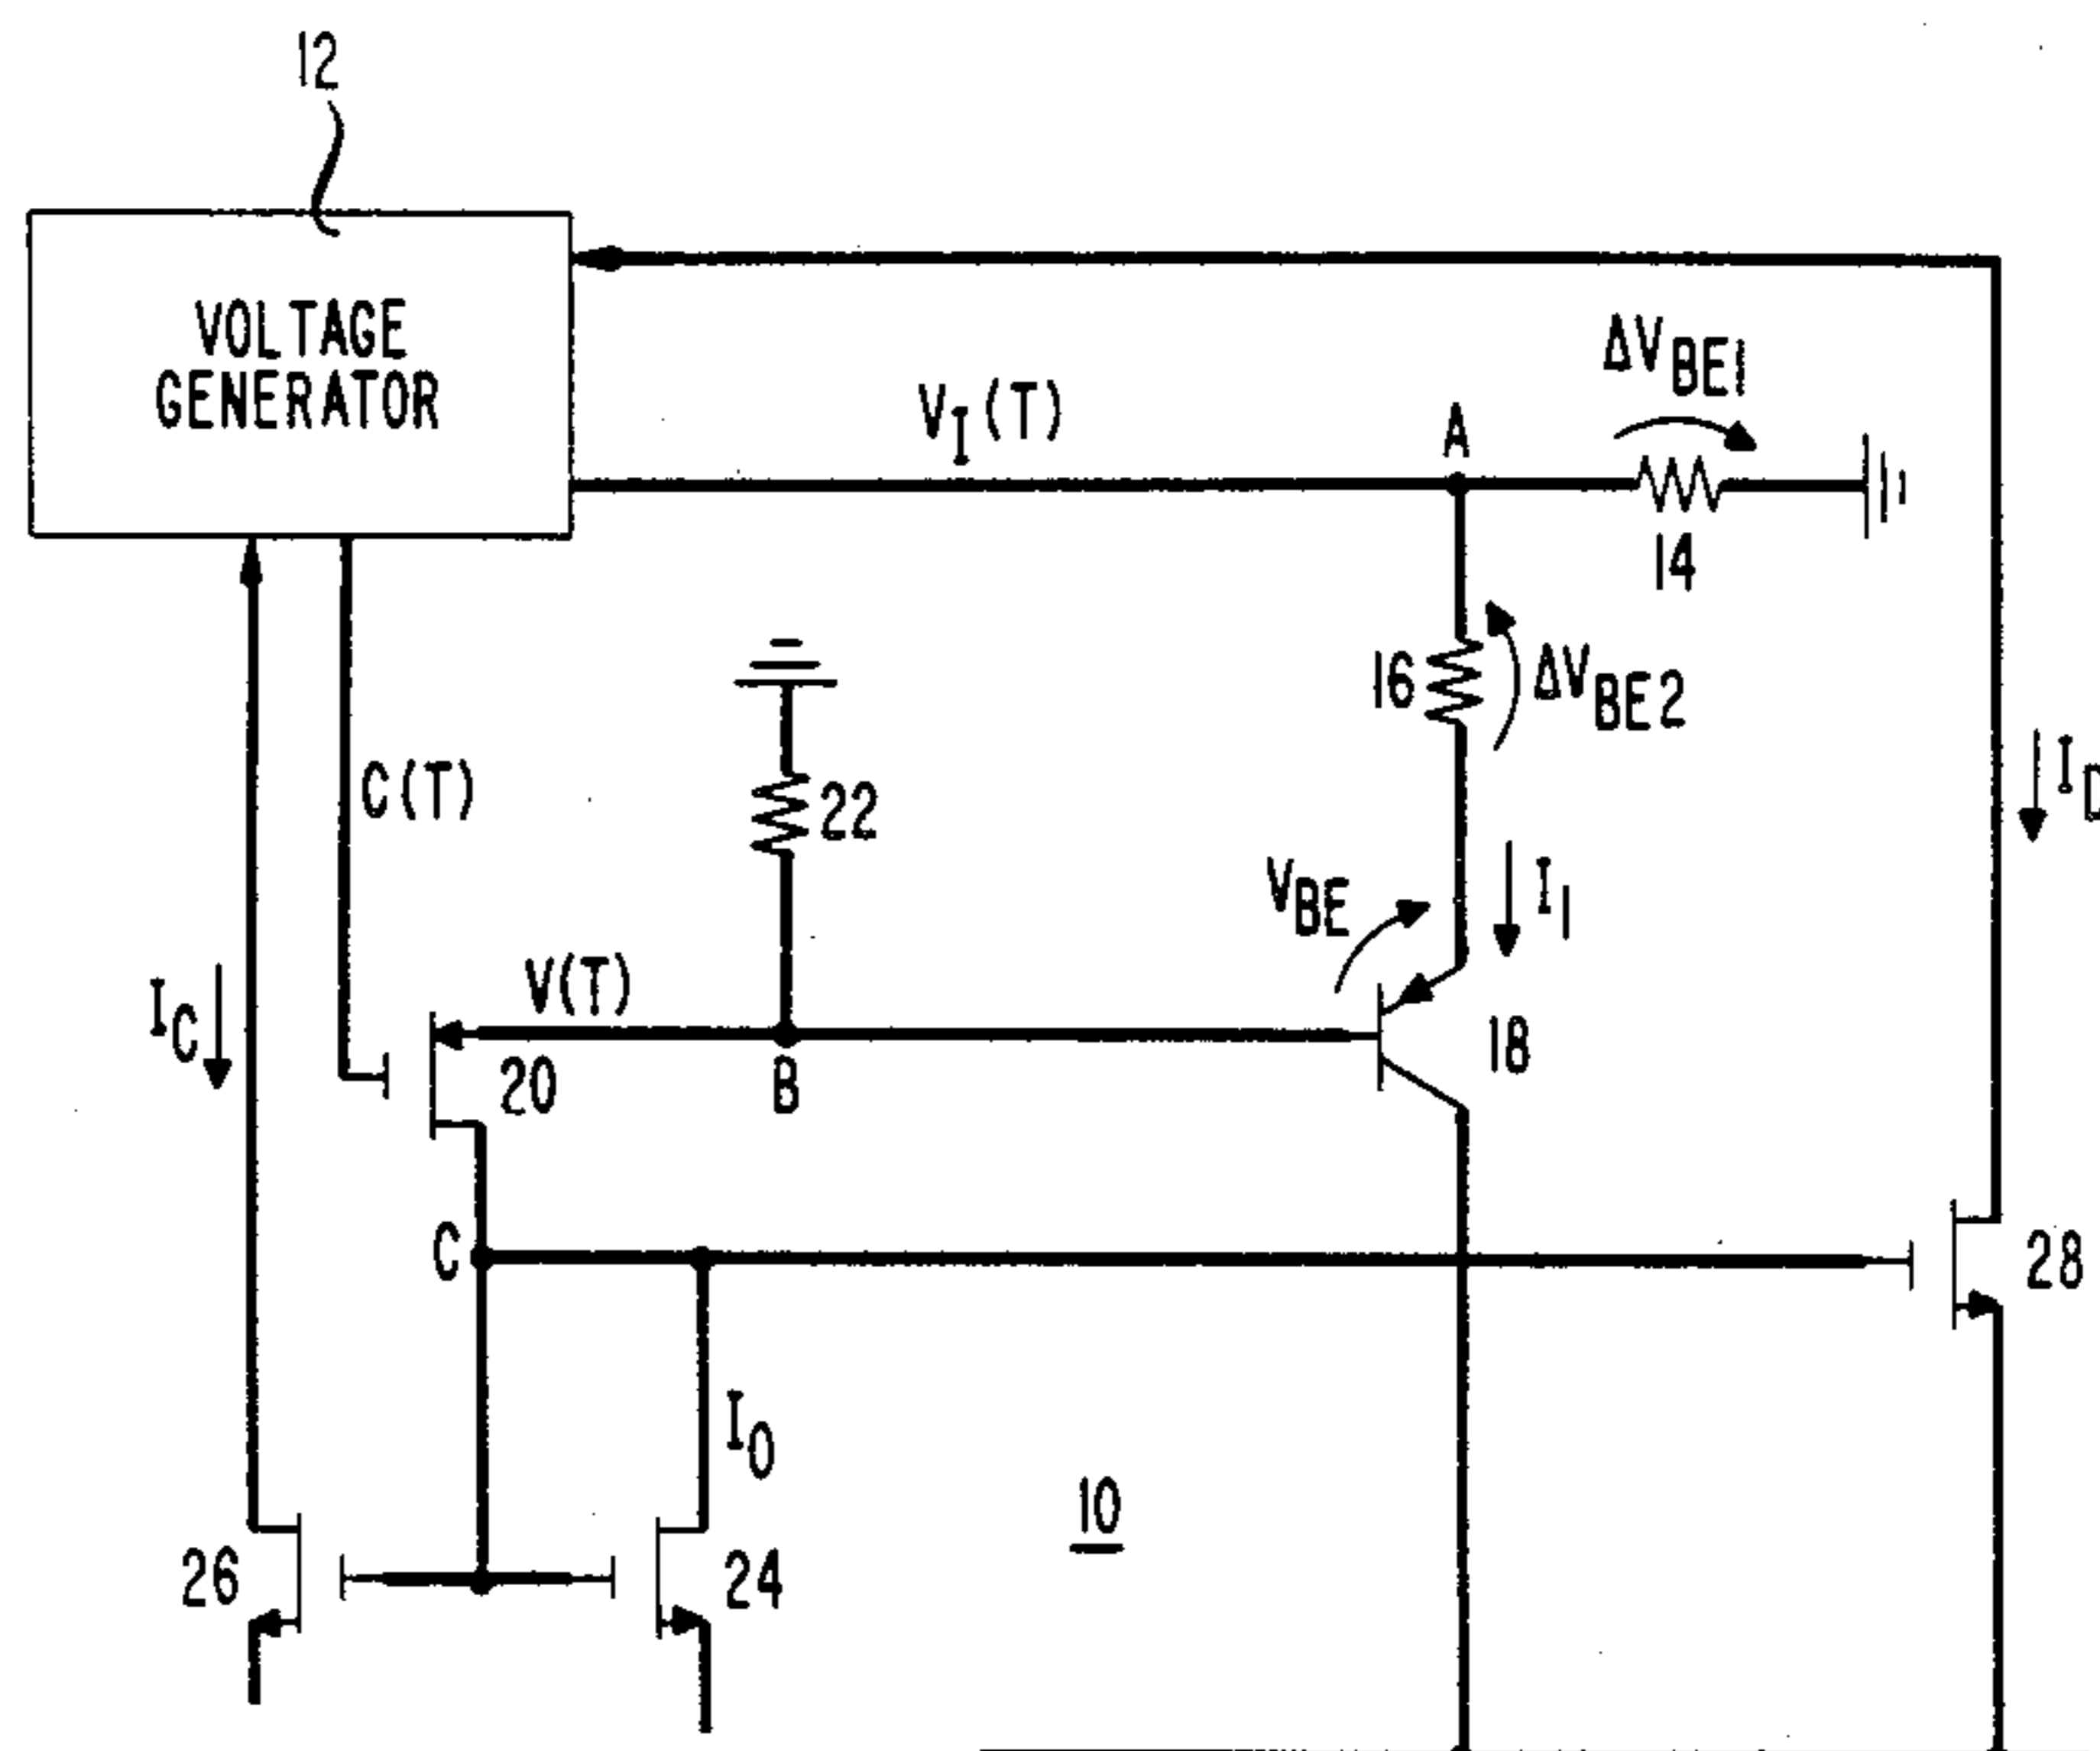 12
VOLTAGE
GENERATOR
V_I(T)
A
ΔV_BE1
14
16
ΔV_BE2
I_D
C(T)
22
V_BE
I_1
I_C
V(T)
20
B
18
C
28
I_O
10
26
24